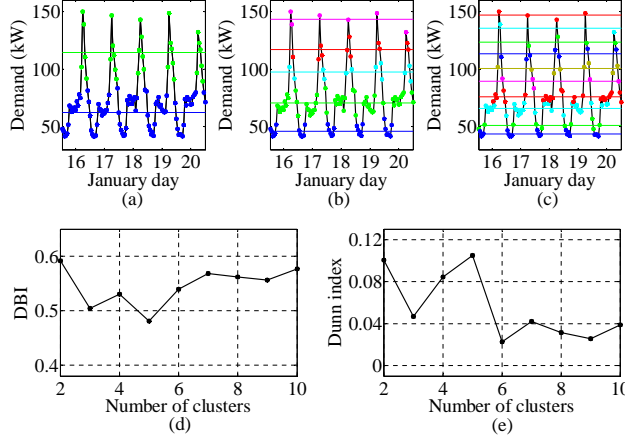 150
100
50
Demand (kW)
16 17 18 19 20
January day
(a)
150
100
50
Demand (kW)
16 17 18 19 20
January day
(b)
150
100
50
Demand (kW)
16 17 18 19 20
January day
(c)
0.6
0.5
0.4
DBI
2 4 6 8 10
Number of clusters
(d)
0.12
0.08
0.04
0
Dunn index
2 4 6 8 10
Number of clusters
(e)